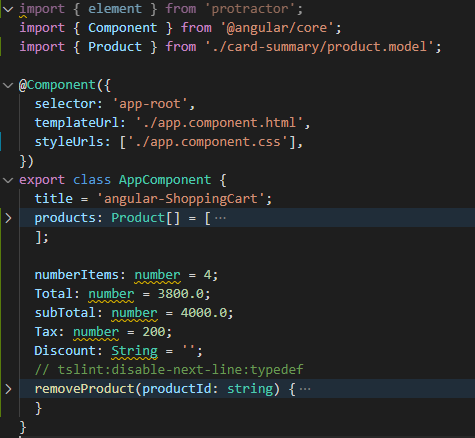 import { element } from 'protractor';
import { Component } from '@angular/core';
import { Product } from './card-summary/product.model';

@Component({
  selector: 'app-root',
  templateUrl: './app.component.html',
  styleUrls: ['./app.component.css'],
})
export class AppComponent {
  title = 'angular-ShoppingCart';
  products: Product[] = [ ···
  ];

  numberItems: number = 4;
  Total: number = 3800.0;
  subTotal: number = 4000.0;
  Tax: number = 200;
  Discount: String = '';
  // tslint:disable-next-line:typedef
  removeProduct(productId: string) { ···
  }
}